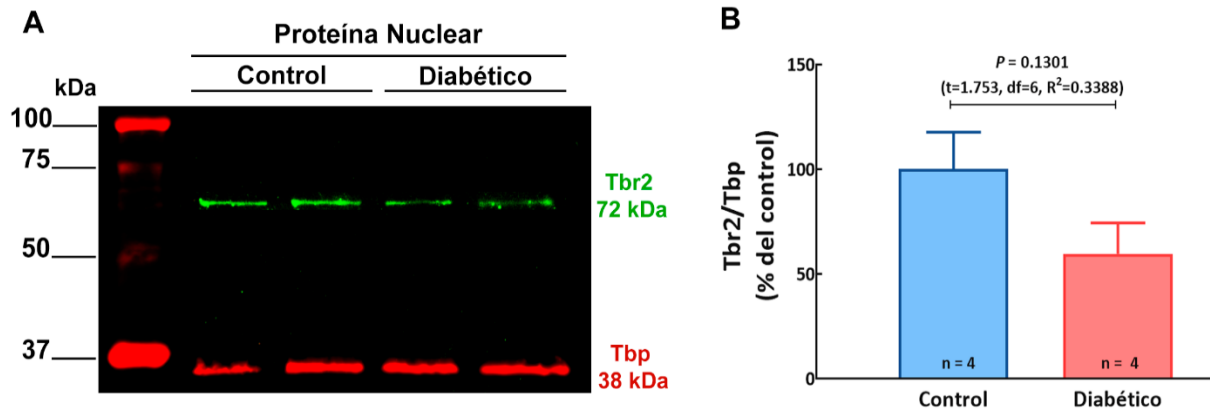 A
Proteína Nuclear
Control
Diabético
kDa
100
75
50
37
Tbr2
72 kDa
Tbp
38 kDa
B
P = 0.1301
(t=1.753, df=6, R²=0.3388)
Tbr2/Tbp
(% del control)
150
100
50
0
n = 4
n = 4
Control
Diabético